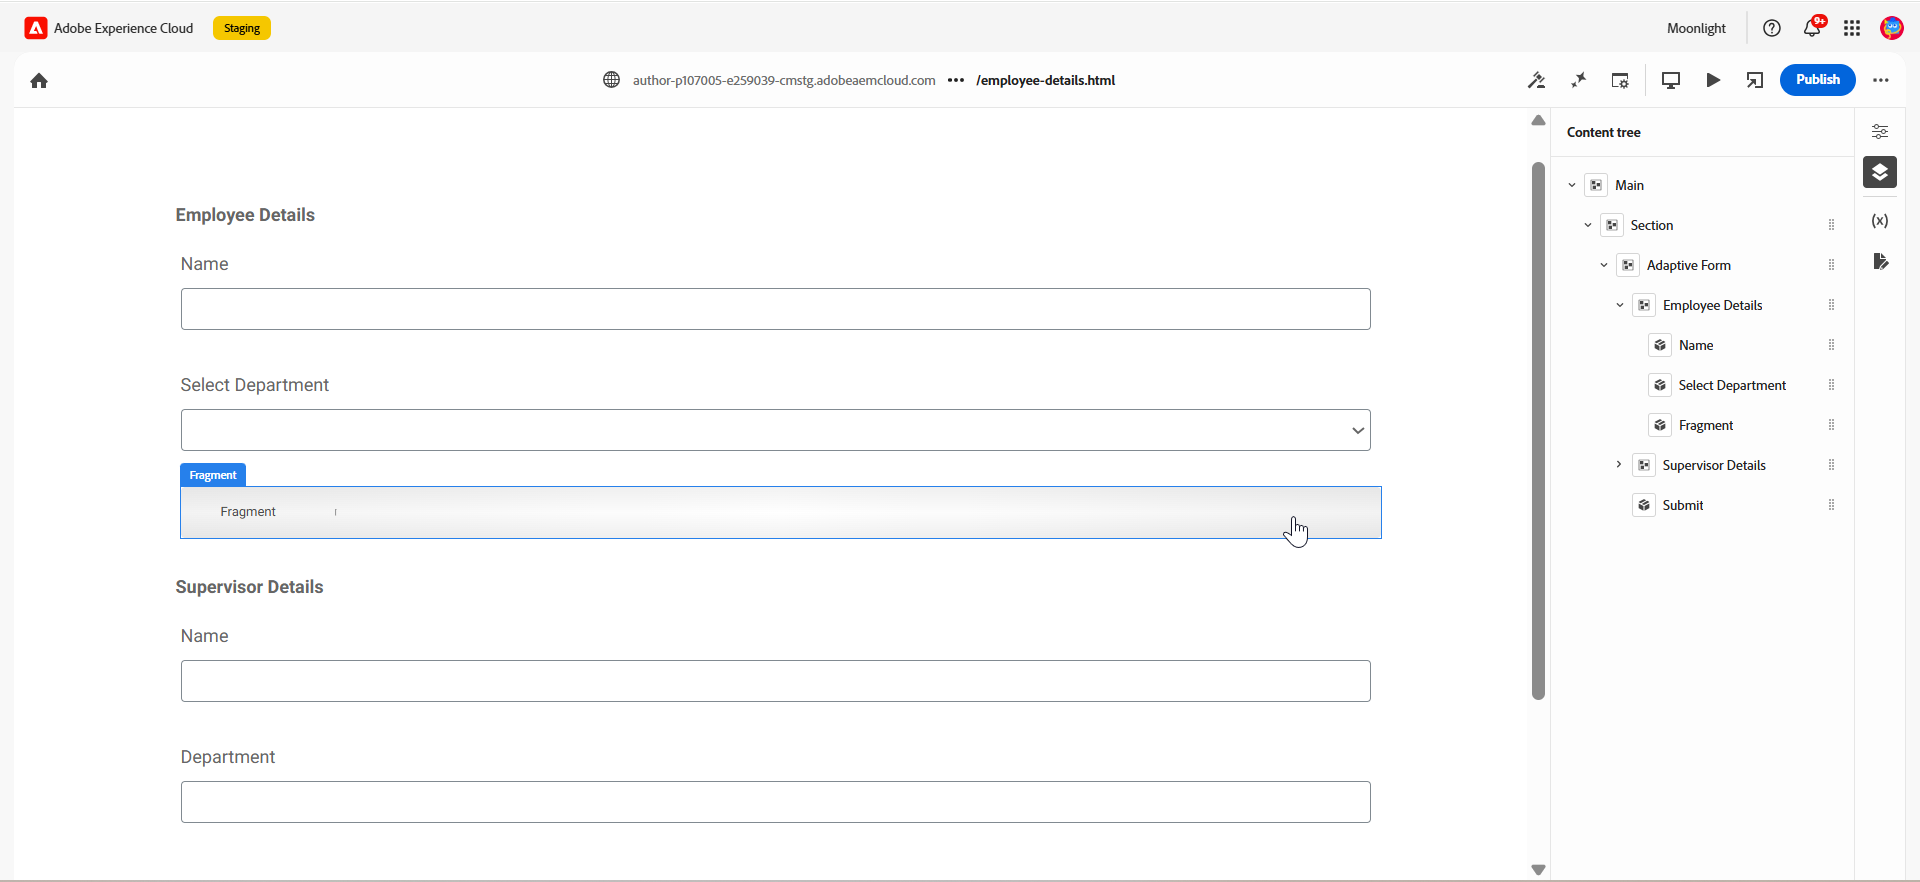 Adobe Experience Cloud
Staging
Moonlight
9+
author-p107005-e259039-cmstg.adobeaemcloud.com ••• /employee-details.html
Publish
Content tree
Main
Section
Adaptive Form
Employee Details
Name
Select Department
Fragment
Supervisor Details
Submit
(x)
Employee Details
Name
Select Department
Fragment
Fragment
Supervisor Details
Name
Department